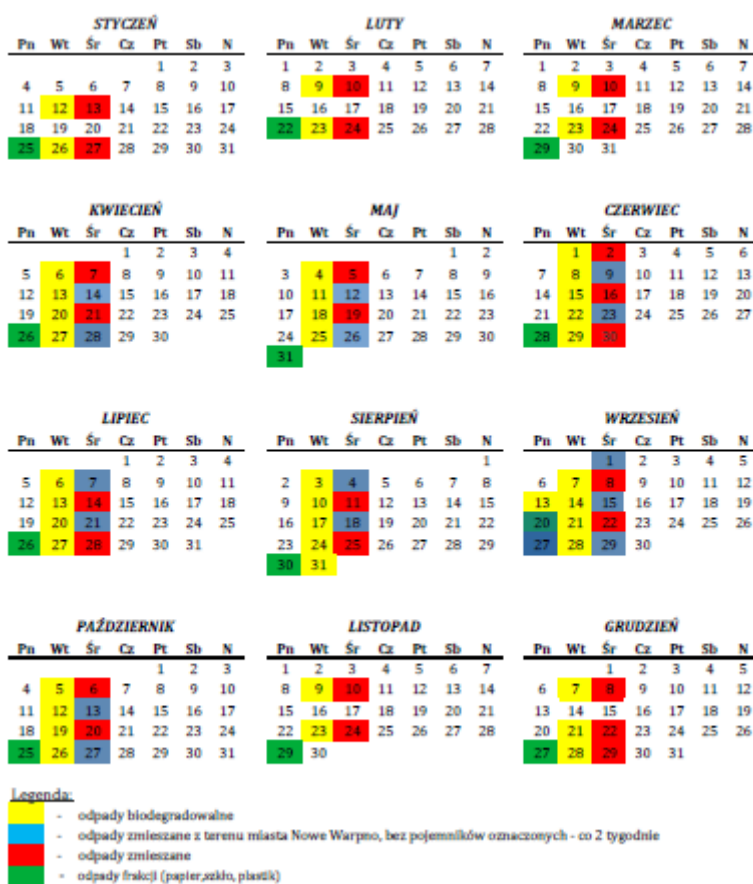 STYCZEŃ LUTY MARZEC
Pn Wt Śr Cz Pt Sb N Pn Wt Śr Cz Pt Sb N Pn Wt Śr Cz Pt Sb N
1 2 3 1 2 3 4 5 6 7 1 2 3 4 5 6 7
4 5 6 7 8 9 10 8 9 10 11 12 13 14 8 9 10 11 12 13 14
11 12 13 14 15 16 17 15 16 17 18 19 20 21 15 16 17 18 19 20 21
18 19 20 21 22 23 24 22 23 24 25 26 27 28 22 23 24 25 26 27 28
25 26 27 28 29 30 31 29 30 31
KWIECIEŃ MAJ CZERWIEC
Pn Wt Śr Cz Pt Sb N Pn Wt Śr Cz Pt Sb N Pn Wt Śr Cz Pt Sb N
1 2 3 4 1 2 1 2 3 4 5 6
5 6 7 8 9 10 11 3 4 5 6 7 8 9 7 8 9 10 11 12 13
12 13 14 15 16 17 18 10 11 12 13 14 15 16 14 15 16 17 18 19 20
19 20 21 22 23 24 25 17 18 19 20 21 22 23 21 22 23 24 25 26 27
26 27 28 29 30 24 25 26 27 28 29 30 28 29 30
31
LIPIEC SIERPIEŃ WRZESIEŃ
Pn Wt Śr Cz Pt Sb N Pn Wt Śr Cz Pt Sb N Pn Wt Śr Cz Pt Sb N
1 2 3 4 1 1 2 3 4 5
5 6 7 8 9 10 11 2 3 4 5 6 7 8 6 7 8 9 10 11 12
12 13 14 15 16 17 18 9 10 11 12 13 14 15 13 14 15 16 17 18 19
19 20 21 22 23 24 25 16 17 18 19 20 21 22 20 21 22 23 24 25 26
26 27 28 29 30 31 23 24 25 26 27 28 29 27 28 29 30
30 31
PAŹDZIERNIK LISTOPAD GRUDZIEŃ
Pn Wt Śr Cz Pt Sb N Pn Wt Śr Cz Pt Sb N Pn Wt Śr Cz Pt Sb N
1 2 3 1 2 3 4 5 6 7 1 2 3 4 5
4 5 6 7 8 9 10 8 9 10 11 12 13 14 6 7 8 9 10 11 12
11 12 13 14 15 16 17 15 16 17 18 19 20 21 13 14 15 16 17 18 19
18 19 20 21 22 23 24 22 23 24 25 26 27 28 20 21 22 23 24 25 26
25 26 27 28 29 30 31 29 30 27 28 29 30 31
Legenda:
- odpady biodegradowalne
- odpady zmieszane z terenu miasta Nowe Warpno, bez pojemników oznaczonych - co 2 tygodnie
- odpady zmieszane
- odpady frakcji (papier,szkło, plastik)